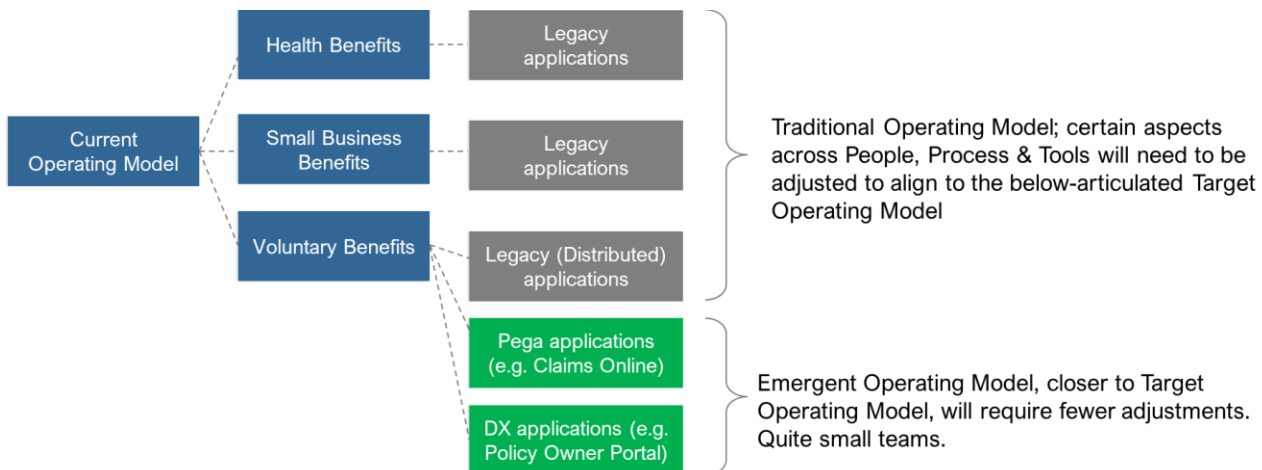 Current
Operating Model
Health Benefits
Legacy
applications
Small Business
Benefits
Legacy
applications
Voluntary Benefits
Legacy (Distributed)
applications
Pega applications
(e.g. Claims Online)
DX applications (e.g.
Policy Owner Portal)
Traditional Operating Model; certain aspects
across People, Process & Tools will need to be
adjusted to align to the below-articulated Target
Operating Model
Emergent Operating Model, closer to Target
Operating Model, will require fewer adjustments.
Quite small teams.